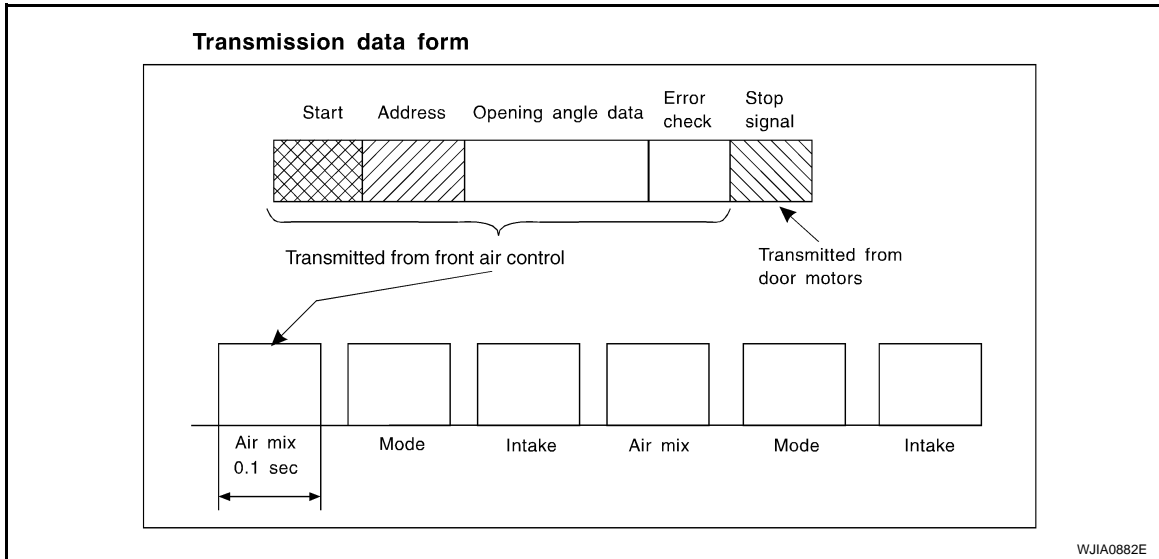 Transmission data form
Start Address Opening angle data Error check Stop signal
Transmitted from front air control
Transmitted from door motors
Air mix Mode Intake Air mix Mode Intake
0.1 sec
WJIA0882E